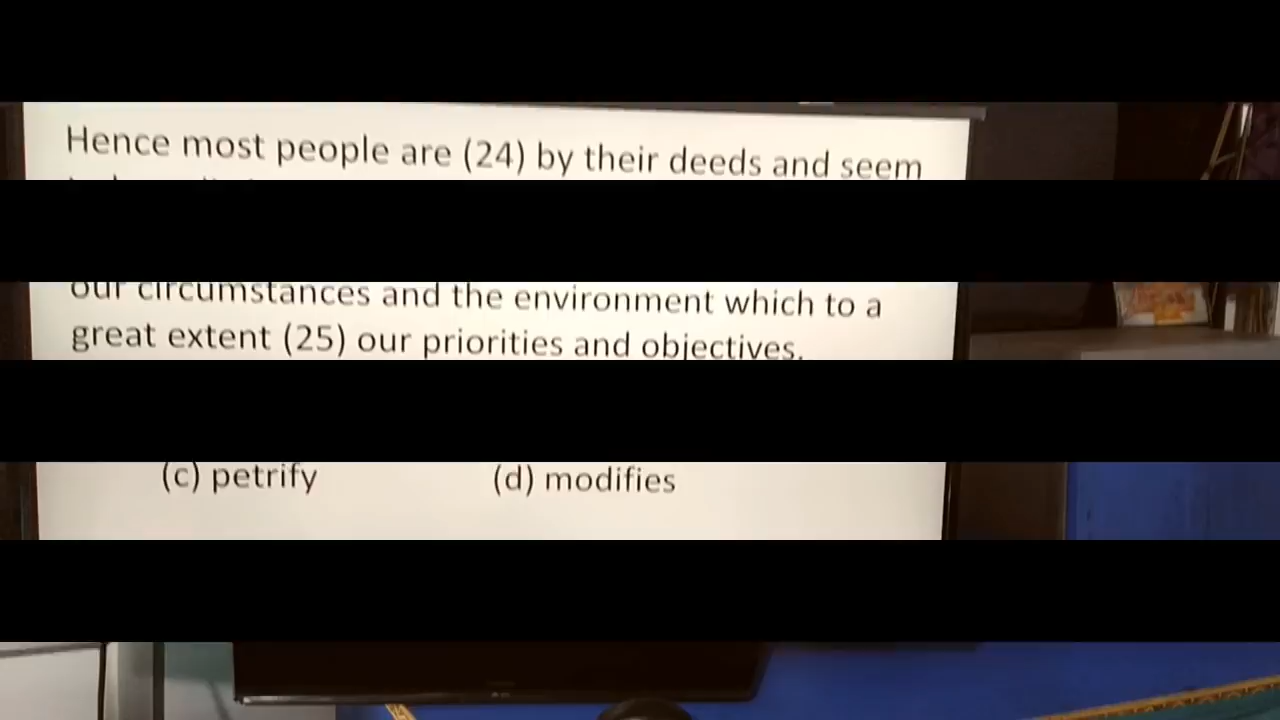 Hence most people are (24) by their deeds and seem
our circumstances and the environment which to a
great extent (25) our priorities and objectives.
(c) petrify (d) modifies